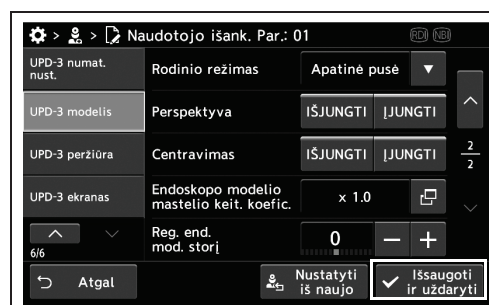 > > Naudotojo išank. Par.: 01 RDI NBI
UPD-3 numat.
nust.
Rodinio režimas Apatinė pusė
UPD-3 modelis
Perspektyva IŠJUNGTI ĮJUNGTI
UPD-3 peržiūra
Centravimas IŠJUNGTI ĮJUNGTI
2
2
UPD-3 ekranas
Endoskopo modelio
mastelio keit. koefic.
x 1.0
6/6
Reg. end.
mod. storį
0 − +
Atgal
Nustatyti
iš naujo
Išsaugoti
ir uždaryti